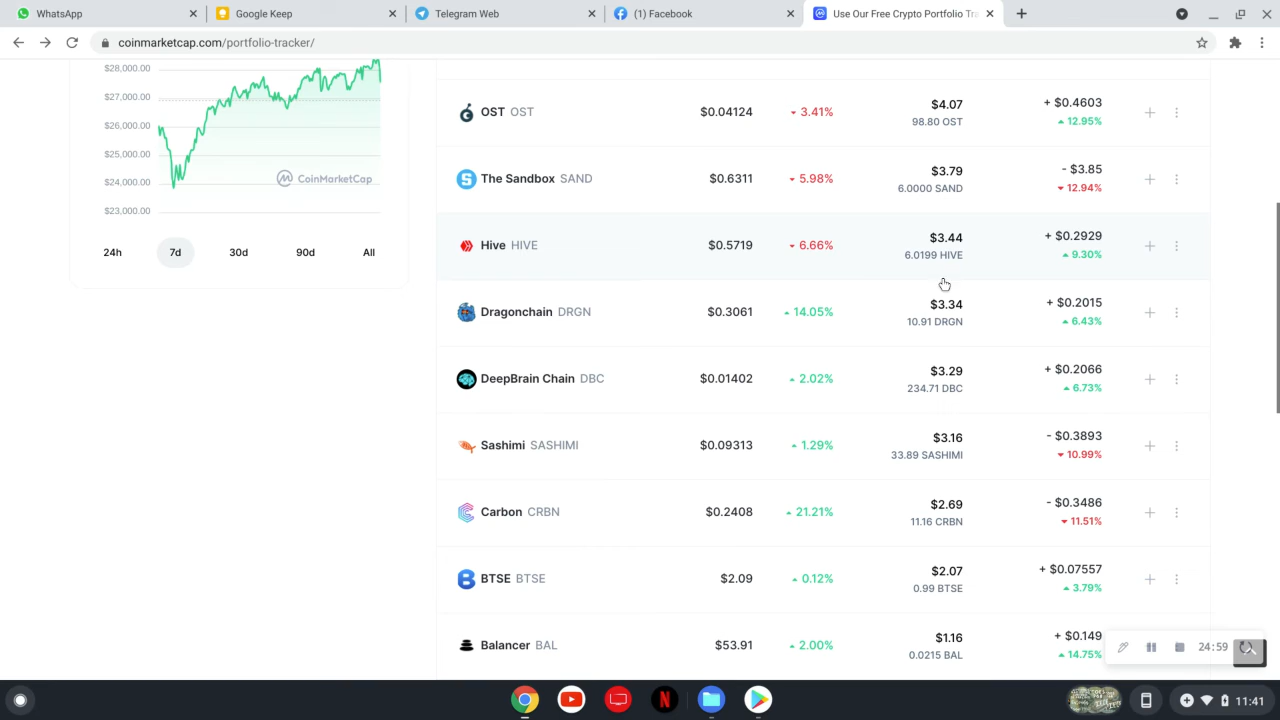 WhatsApp
Google Keep
Telegram Web
(1) Facebook
Use Our Free Crypto Portfolio Tra
coinmarketcap.com/portfolio-tracker/
$28,000.00
$27,000.00
$26,000.00
$25,000.00
$24,000.00
$23,000.00
CoinMarketCap
24h 7d 30d 90d All
OST OST $0.04124 3.41% $4.07 + $0.4603
98.80 OST 12.95%
The Sandbox SAND $0.6311 5.98% $3.79 - $3.85
6.0000 SAND 12.94%
Hive HIVE $0.5719 6.66% $3.44 + $0.2929
6.0199 HIVE 9.30%
Dragonchain DRGN $0.3061 14.05% $3.34 + $0.2015
10.91 DRGN 6.43%
DeepBrain Chain DBC $0.01402 2.02% $3.29 + $0.2066
234.71 DBC 6.73%
Sashimi SASHIMI $0.09313 1.29% $3.16 - $0.3893
33.89 SASHIMI 10.99%
Carbon CRBN $0.2408 21.21% $2.69 - $0.3486
11.16 CRBN 11.51%
BTSE BTSE $2.09 0.12% $2.07 + $0.07557
0.99 BTSE 3.79%
Balancer BAL $53.91 2.00% $1.16 + $0.149
0.0215 BAL 14.75%
24:59
11:41